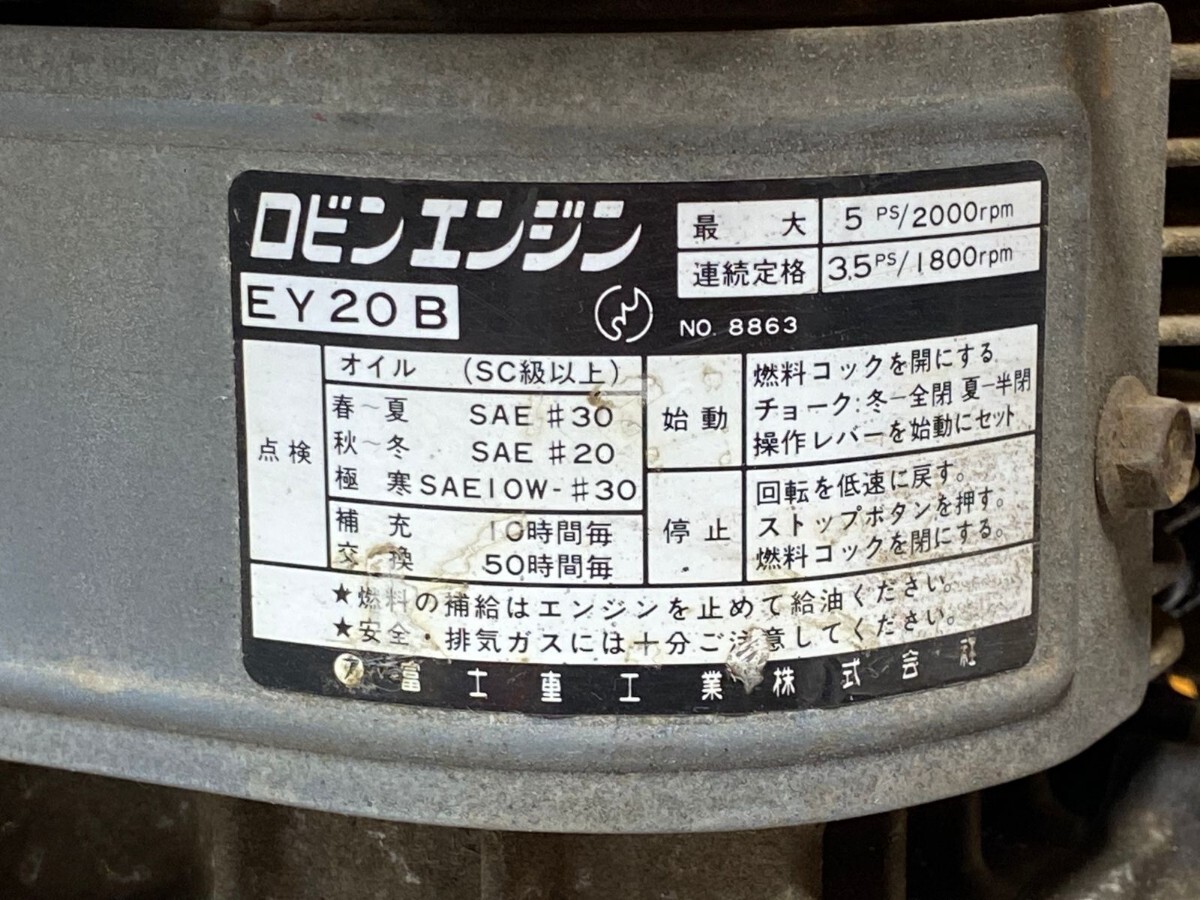 ロビンエンジン
EY20B
最大 5 PS/2000rpm
連続定格 3.5PS/1800rpm
NO. 8863
点検
オイル (SC級以上)
春~夏 SAE #30
秋~冬 SAE #20
極寒 SAE10W-#30
補充 10時間毎
交換 50時間毎
始動
燃料コックを開にする
チョーク:冬-全閉 夏-半閉
操作レバーを始動にセット
停止
回転を低速に戻す。
ストップボタンを押す。
燃料コックを閉にする。
★燃料の補給はエンジンを止めて給油ください。
★安全・排気ガスには十分ご注意してください。
富士重工業株式会社